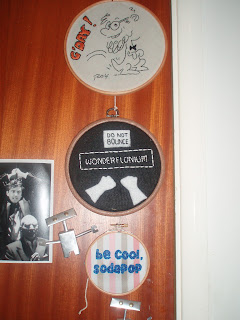 G'DAY!
DO NOT
BOUNCE
WONDERFLONIUM
be cool,
sodapop